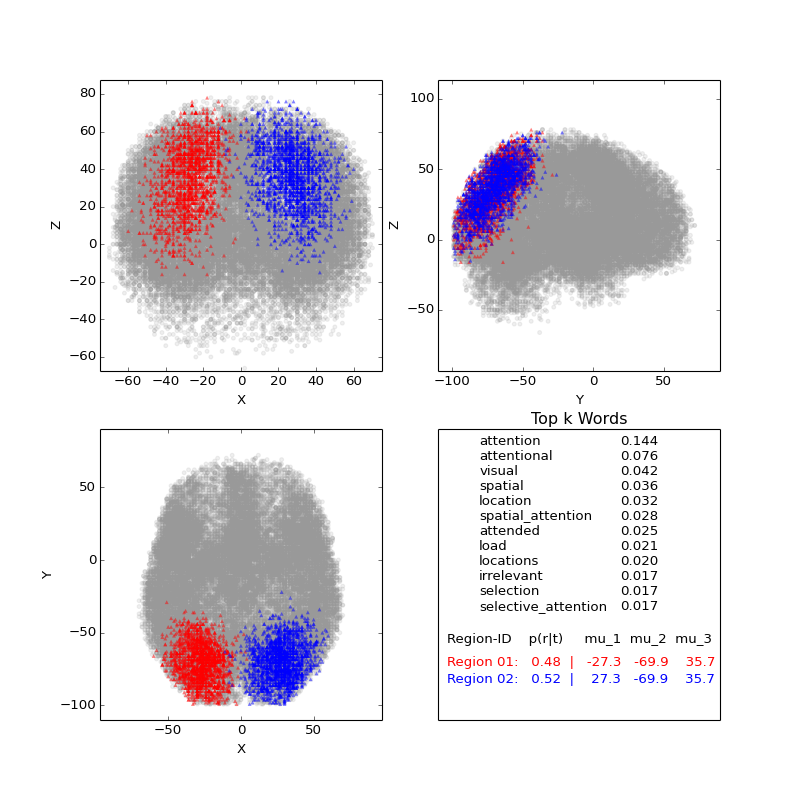 80
60
40
20
0
−20
−40
−60
Z
−60 −40 −20 0 20 40 60
X
100
50
0
−50
Z
−100 −50 0 50
Y
50
0
−50
−100
Y
−50 0 50
X
Top k Words
attention 0.144
attentional 0.076
visual 0.042
spatial 0.036
location 0.032
spatial_attention 0.028
attended 0.025
load 0.021
locations 0.020
irrelevant 0.017
selection 0.017
selective_attention 0.017
Region-ID p(r|t) mu_1 mu_2 mu_3
Region 01: 0.48 | -27.3 -69.9 35.7
Region 02: 0.52 | 27.3 -69.9 35.7